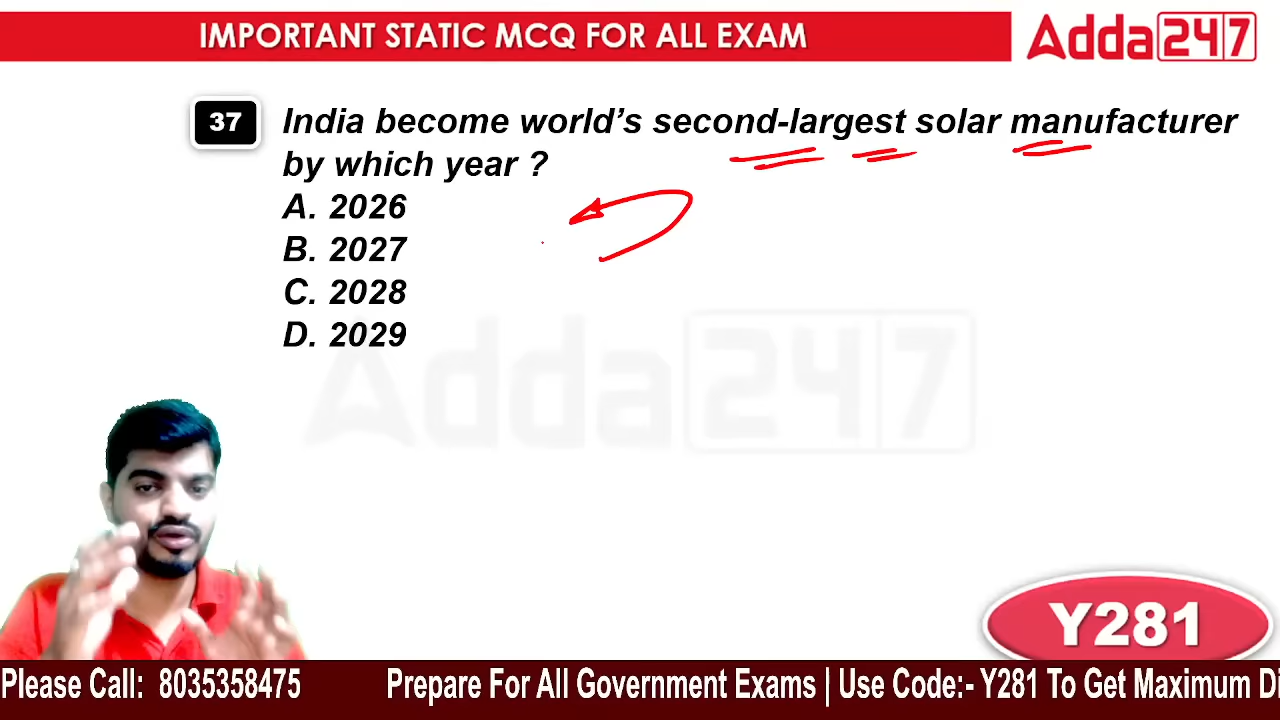 IMPORTANT STATIC MCQ FOR ALL EXAM
Adda247
37
India become world's second-largest solar manufacturer
by which year ?
A. 2026
B. 2027
C. 2028
D. 2029
Adda247
Y281
Please Call: 8035358475 Prepare For All Government Exams | Use Code:- Y281 To Get Maximum Di